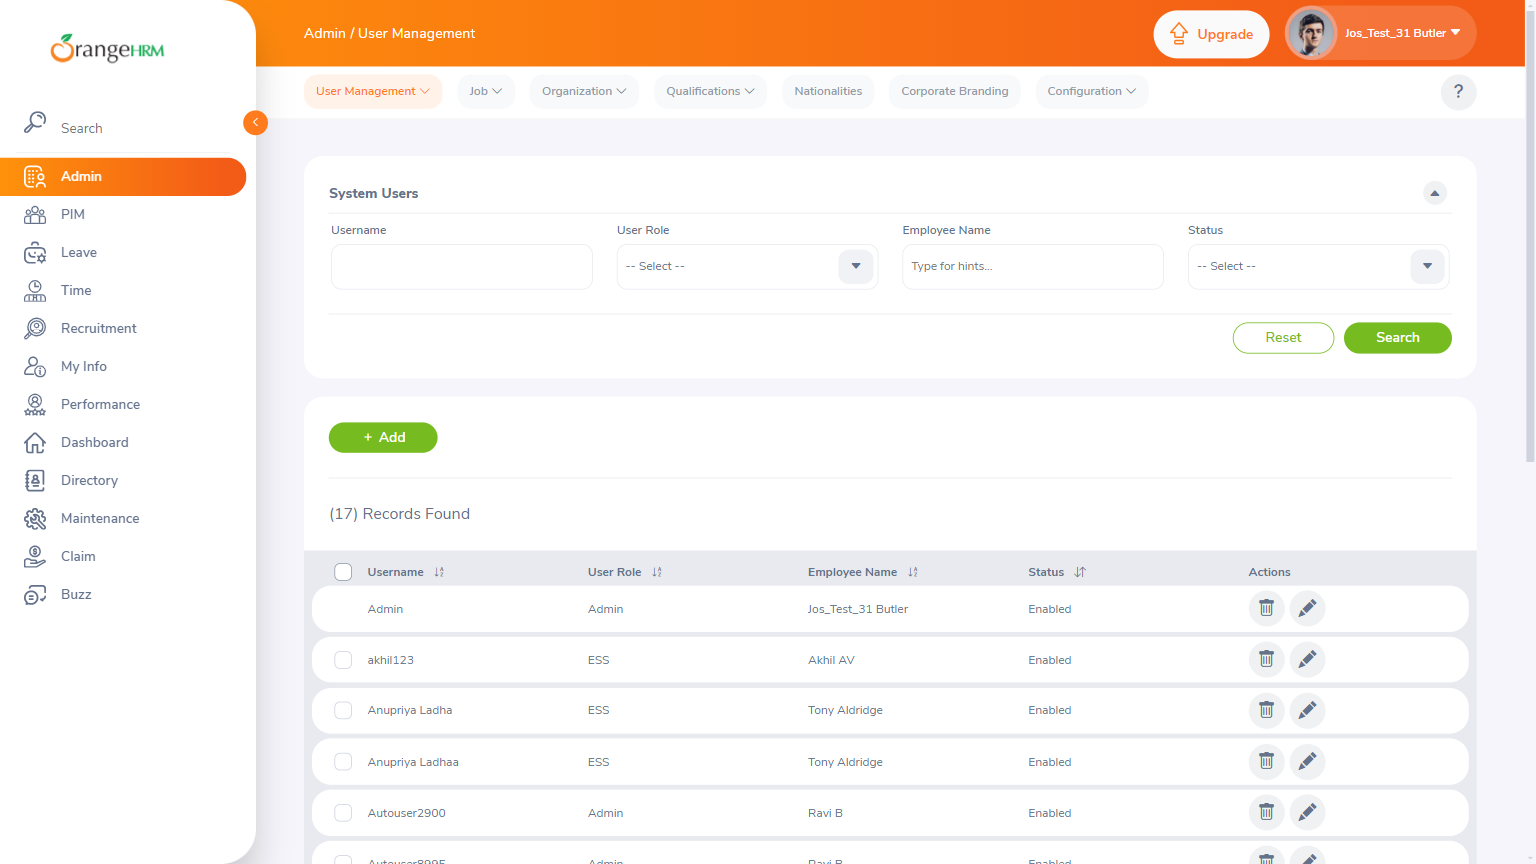 OrangeHRM
Admin / User Management
Upgrade
Jos_Test_31 Butler
User Management
Job
Organization
Qualifications
Nationalities
Corporate Branding
Configuration
?
Search
Admin
PIM
Leave
Time
Recruitment
My Info
Performance
Dashboard
Directory
Maintenance
Claim
Buzz
System Users
Username
User Role
Employee Name
Status
-- Select --
Type for hints...
-- Select --
Reset
Search
+ Add
(17) Records Found
Username User Role Employee Name Status Actions
Admin Admin Jos_Test_31 Butler Enabled
akhil123 ESS Akhil AV Enabled
Anupriya Ladha ESS Tony Aldridge Enabled
Anupriya Ladhaa ESS Tony Aldridge Enabled
Autouser2900 Admin Ravi B Enabled
Autouser8995 Admin Ravi B Enabled